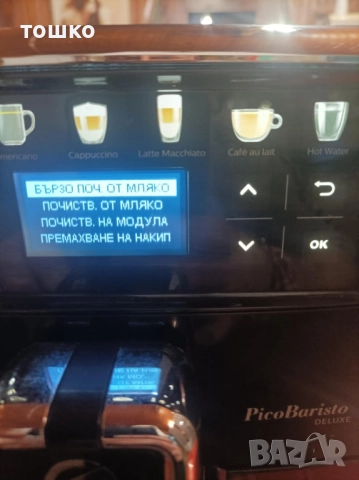 ТОШКО
Cappuccino
Latte Macchiato
Café au lait
Hot Water
БЪРЗО ПОЧ. ОТ МЛЯКО
ПОЧИСТВ. ОТ МЛЯКО
ПОЧИСТВ. НА МОДУЛА
ПРЕМАХВАНЕ НА НАКИП
OK
PicoBaristo
DELUXE
BAZAR